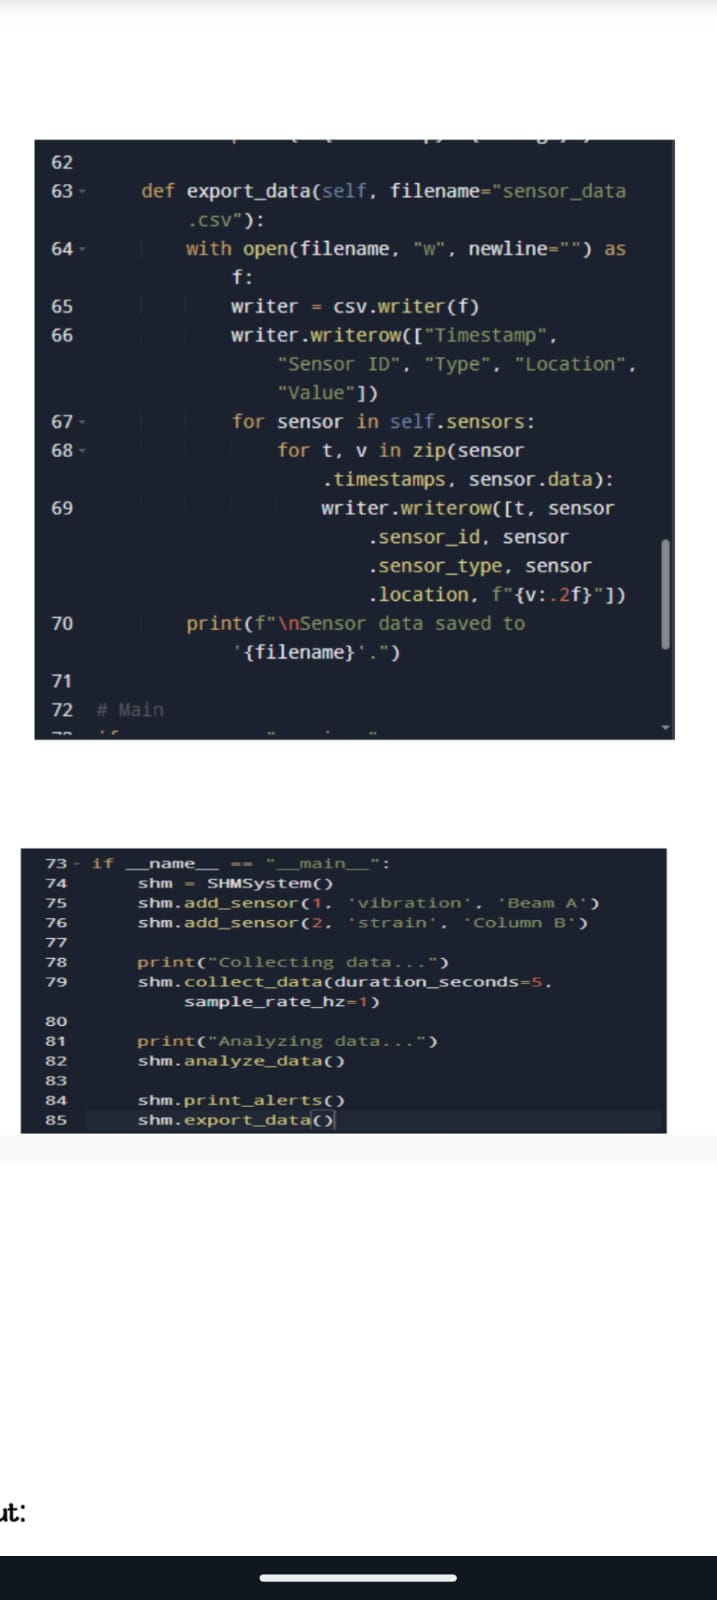 62
63 def export_data(self, filename="sensor_data
.csv"):
64 with open(filename, "w", newline="") as
f:
65 writer = csv.writer(f)
66 writer.writerow(["Timestamp",
"Sensor ID", "Type", "Location",
"Value"])
67 for sensor in self.sensors:
68 for t, v in zip(sensor
.timestamps, sensor.data):
69 writer.writerow([t, sensor
.sensor_id, sensor
.sensor_type, sensor
.location, f"{v:.2f}"])
70 print(f"\nSensor data saved to
'{filename}'.")
71
72 # Main
73 if __name__ == "__main__":
74 shm = SHMSystem()
75 shm.add_sensor(1, 'vibration', 'Beam A')
76 shm.add_sensor(2, 'strain', 'Column B')
77
78 print("Collecting data...")
79 shm.collect_data(duration_seconds=5,
sample_rate_hz=1)
80
81 print("Analyzing data...")
82 shm.analyze_data()
83
84 shm.print_alerts()
85 shm.export_data()
ut: